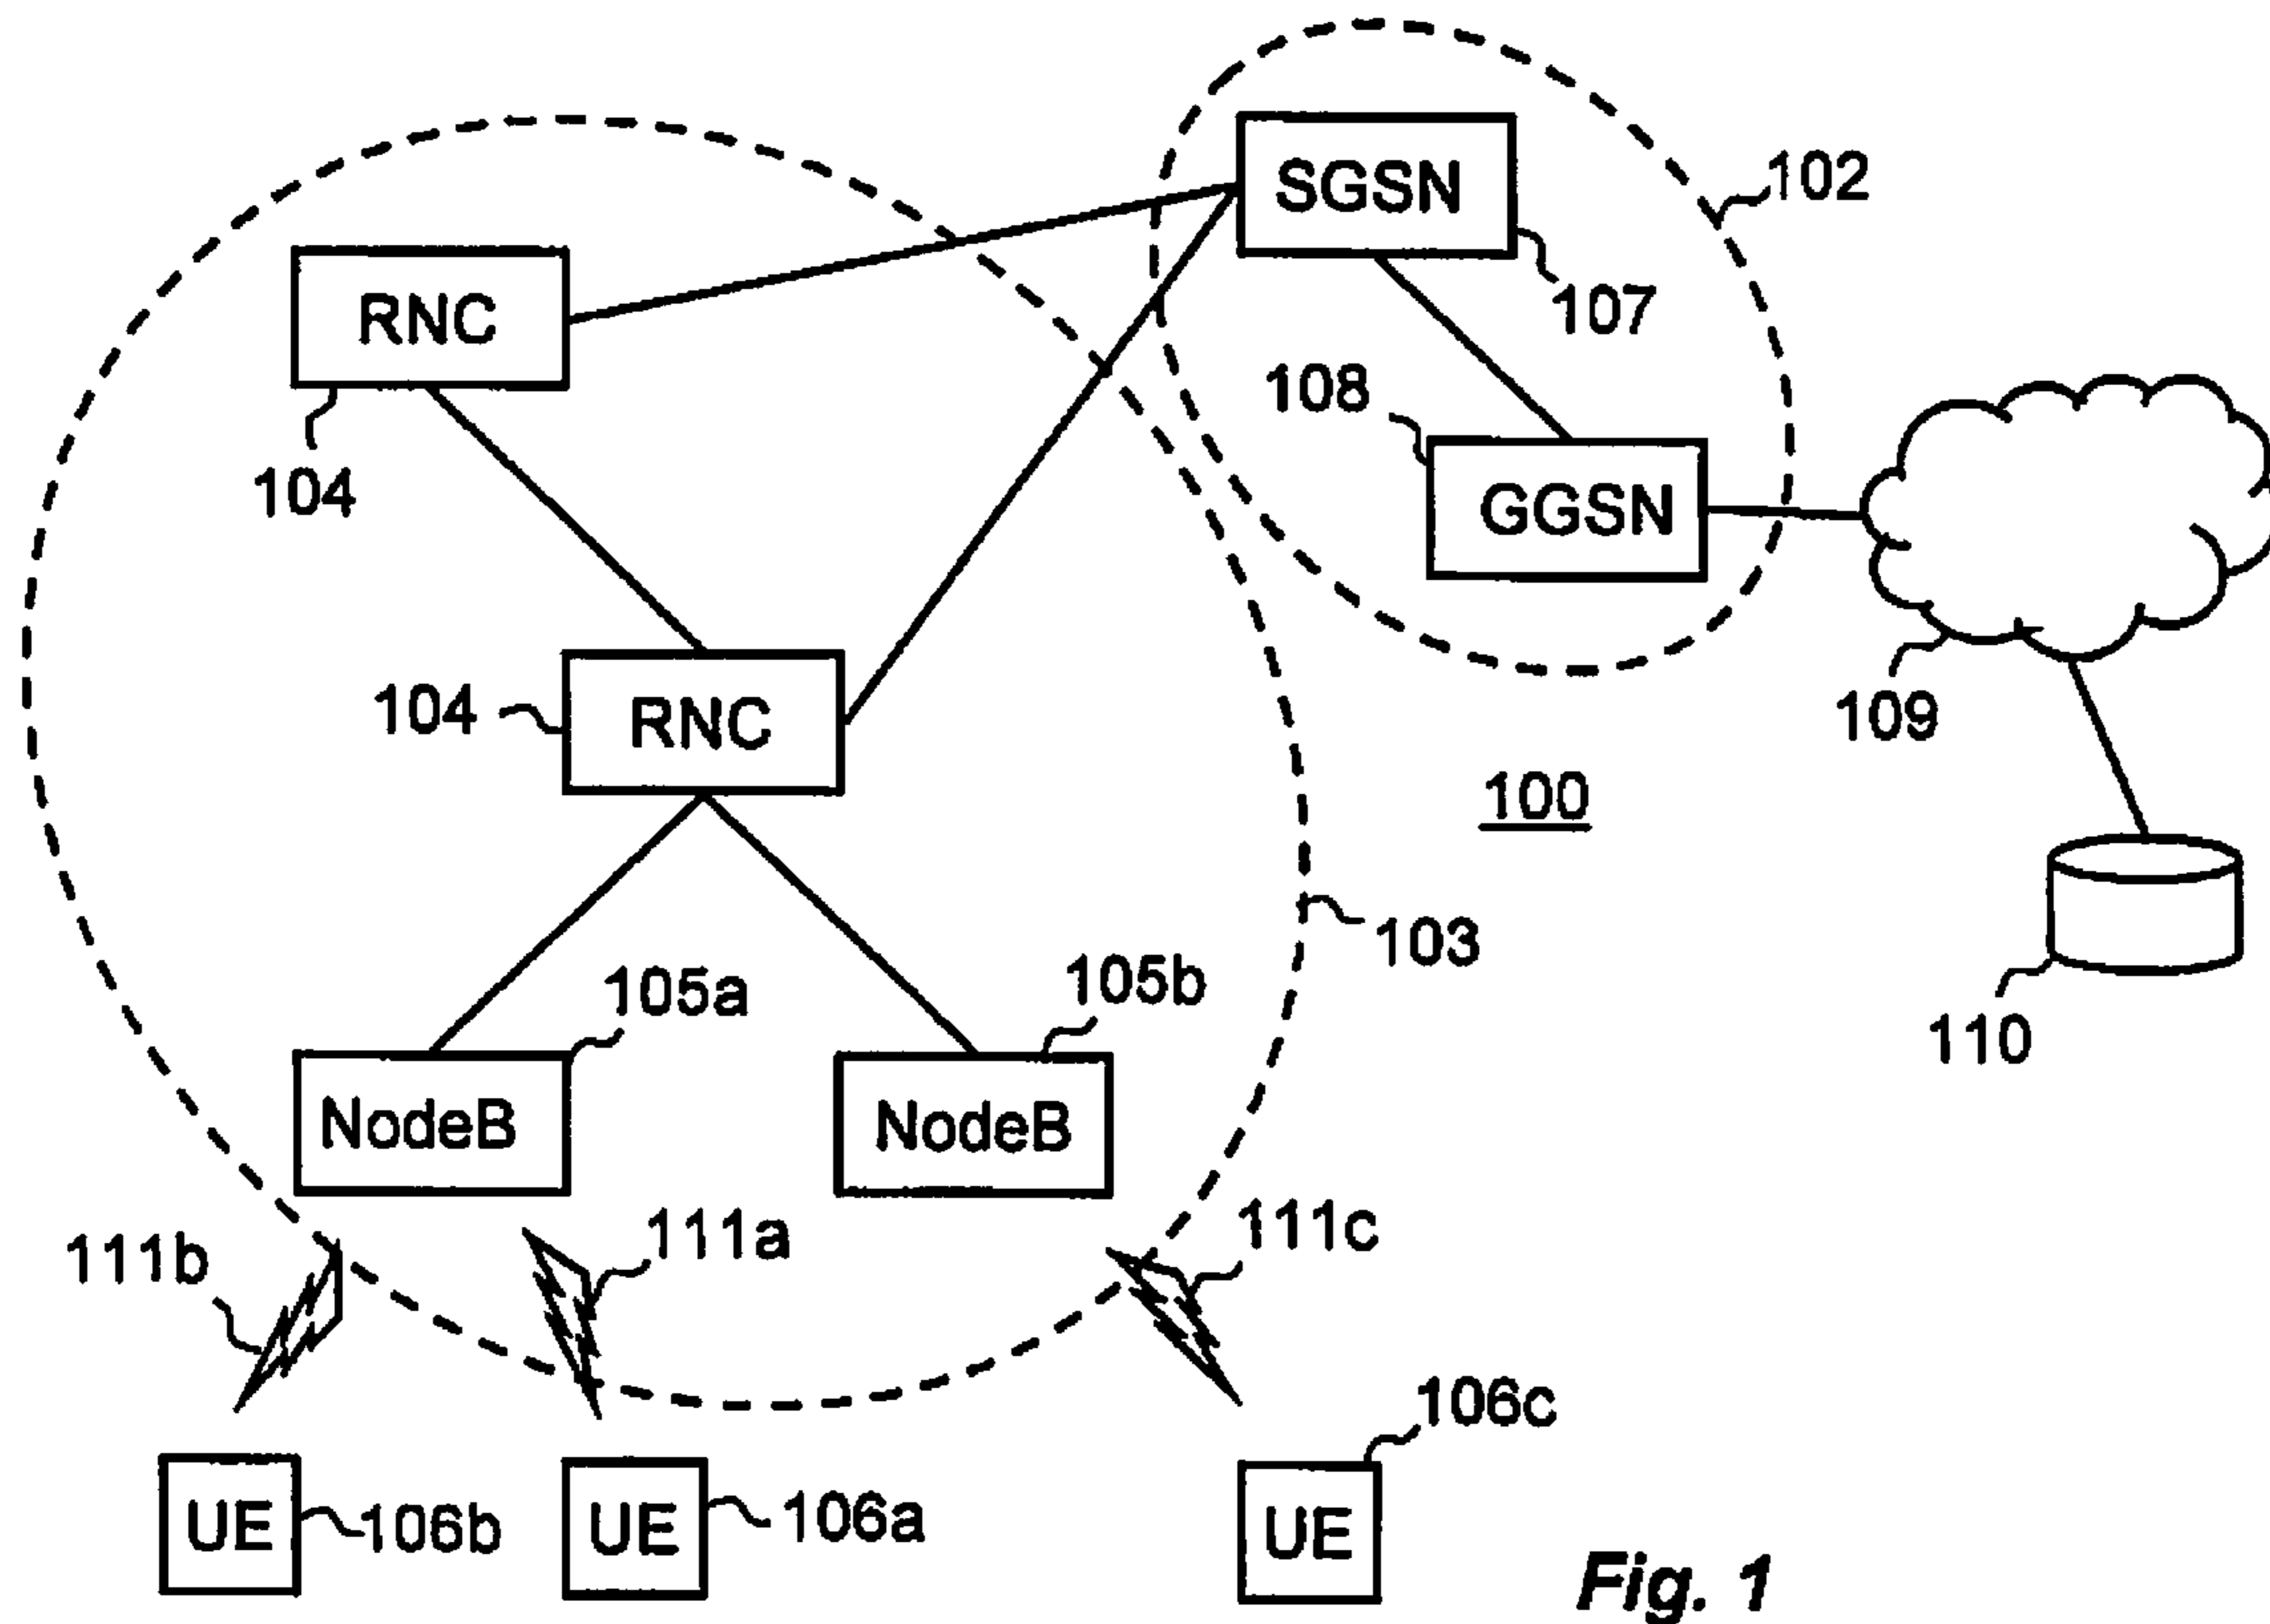 SGSN
102
RNC
107
108
104
GGSN
104
RNC
109
100
103
105a
105b
110
NodeB
NodeB
111b
111a
111c
106c
UE
106b
UE
106a
UE
Fig. 1